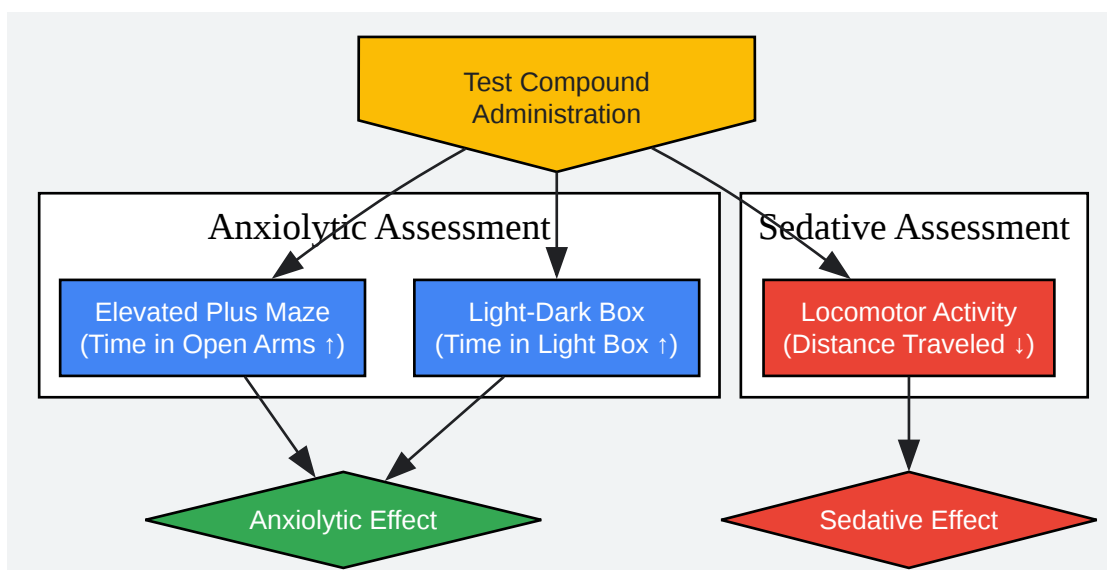 Test Compound
Administration
Anxiolytic Assessment
Sedative Assessment
Elevated Plus Maze
(Time in Open Arms ↑)
Light-Dark Box
(Time in Light Box ↑)
Locomotor Activity
(Distance Traveled ↓)
Anxiolytic Effect
Sedative Effect